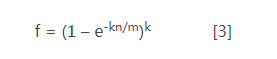 f = (1 – e^-kn/m)^k [3]